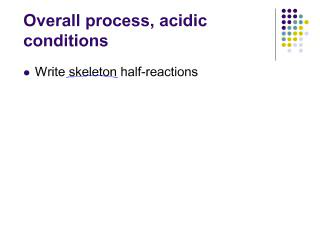 Overall process, acidic
conditions
Write skeleton half-reactions